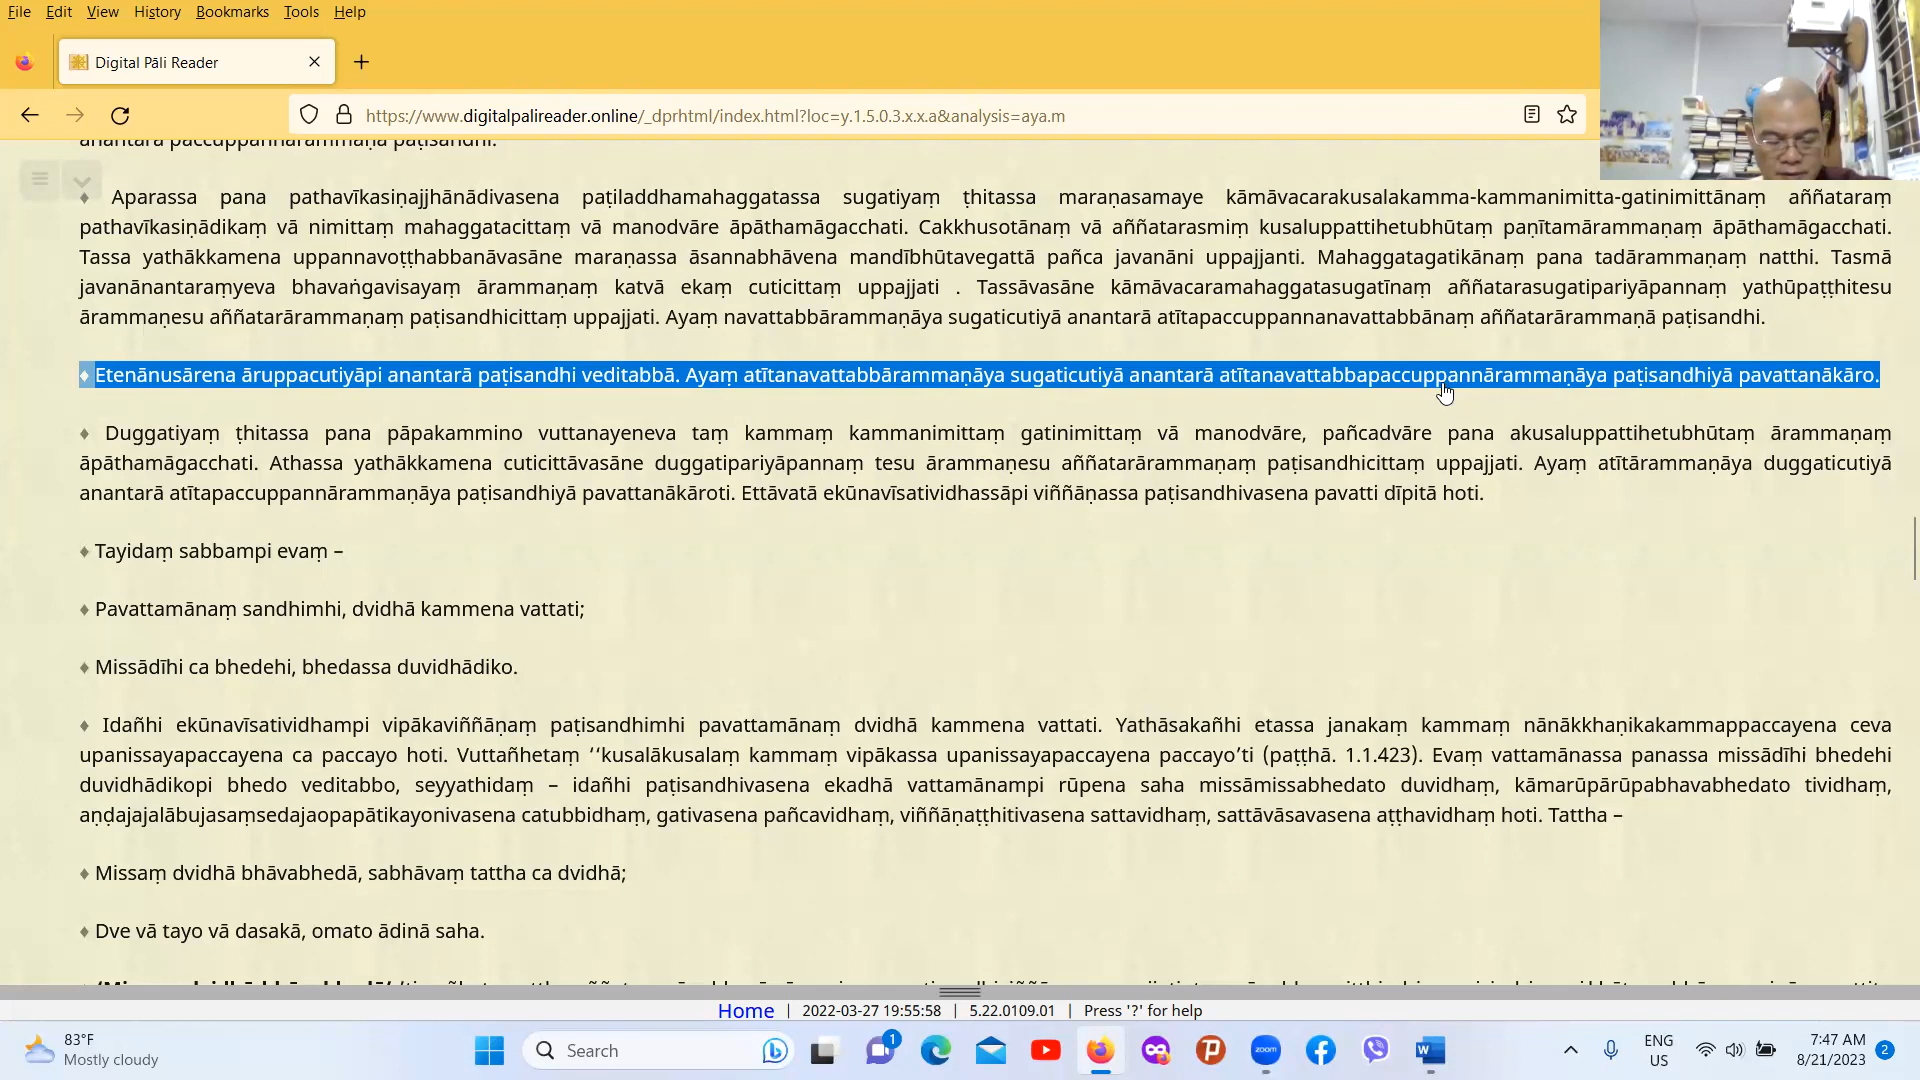 File Edit View History Bookmarks Tools Help
Digital Pāli Reader
https://www.digitalpalireader.online/_dprhtml/index.html?loc=y.1.5.0.3.x.x.a&analysis=aya.m
anantarā paccuppannārammaṇā paṭisandhi.
♦ Aparassa pana pathavīkasiṇajjhānādivasena paṭiladdhamahaggatassa sugatiyaṃ ṭhitassa maraṇasamaye kāmāvacarakusalakamma-kammanimitta-gatinimittānaṃ aññataraṃ
pathavīkasiṇādikaṃ vā nimittaṃ mahaggatacittaṃ vā manodvāre āpāthamāgacchati. Cakkhusotānaṃ vā aññatarasmiṃ kusaluppattihetubhūtaṃ paṇītamārammaṇaṃ āpāthamāgacchati.
Tassa yathākkamena uppannavoṭṭhabbanāvasāne maraṇassa āsannabhāvena mandībhūtavegattā pañca javanāni uppajjanti. Mahaggatagatikānaṃ pana tadārammaṇaṃ natthi. Tasmā
javanānantaraṃyeva bhavaṅgavisayaṃ ārammaṇaṃ katvā ekaṃ cuticittaṃ uppajjati . Tassāvasāne kāmāvacaramahaggatasugatīnaṃ aññatarasugatipariyāpannaṃ yathūpaṭṭhitesu
ārammaṇesu aññatarārammaṇaṃ paṭisandhicittaṃ uppajjati. Ayaṃ navattabbārammaṇāya sugaticutiyā anantarā atītapaccuppannanavattabbānaṃ aññatarārammaṇā paṭisandhi.
♦ Etenānusārena āruppacutiyāpi anantarā paṭisandhi veditabbā. Ayaṃ atītanavattabbārammaṇāya sugaticutiyā anantarā atītanavattabbapaccuppannārammaṇāya paṭisandhiyā pavattanākāro.
♦ Duggatiyaṃ ṭhitassa pana pāpakammino vuttanayeneva taṃ kammaṃ kammanimittaṃ gatinimittaṃ vā manodvāre, pañcadvāre pana akusaluppattihetubhūtaṃ ārammaṇaṃ
āpāthamāgacchati. Athassa yathākkamena cuticittāvasāne duggatipariyāpannaṃ tesu ārammaṇesu aññatarārammaṇaṃ paṭisandhicittaṃ uppajjati. Ayaṃ atītārammaṇāya duggaticutiyā
anantarā atītapaccuppannārammaṇāya paṭisandhiyā pavattanākāroti. Ettāvatā ekūnavīsatividhassāpi viññāṇassa paṭisandhivasena pavatti dīpitā hoti.
♦ Tayidaṃ sabbampi evaṃ –
♦ Pavattamānaṃ sandhimhi, dvidhā kammena vattati;
♦ Missādīhi ca bhedehi, bhedassa duvidhādiko.
♦ Idañhi ekūnavīsatividhampi vipākaviññāṇaṃ paṭisandhimhi pavattamānaṃ dvidhā kammena vattati. Yathāsakañhi etassa janakaṃ kammaṃ nānākkhaṇikakammappaccayena ceva
upanissayapaccayena ca paccayo hoti. Vuttañhetaṃ ‘‘kusalākusalaṃ kammaṃ vipākassa upanissayapaccayena paccayo’ti (paṭṭhā. 1.1.423). Evaṃ vattamānassa panassa missādīhi bhedehi
duvidhādikopi bhedo veditabbo, seyyathidaṃ – idañhi paṭisandhivasena ekadhā vattamānampi rūpena saha missāmissabhedato duvidhaṃ, kāmarūpārūpabhavabhedato tividhaṃ,
aṇḍajajalābujasaṃsedajaopapātikayonivasena catubbidhaṃ, gativasena pañcavidhaṃ, viññāṇaṭṭhitivasena sattavidhaṃ, sattāvāsavasena aṭṭhavidhaṃ hoti. Tattha –
♦ Missaṃ dvidhā bhāvabhedā, sabhāvaṃ tattha ca dvidhā;
♦ Dve vā tayo vā dasakā, omato ādinā saha.
Home | 2022-03-27 19:55:58 | 5.22.0109.01 | Press '?' for help
83°F
Mostly cloudy
Search
1
zoom
ENG
US
7:47 AM
8/21/2023
2